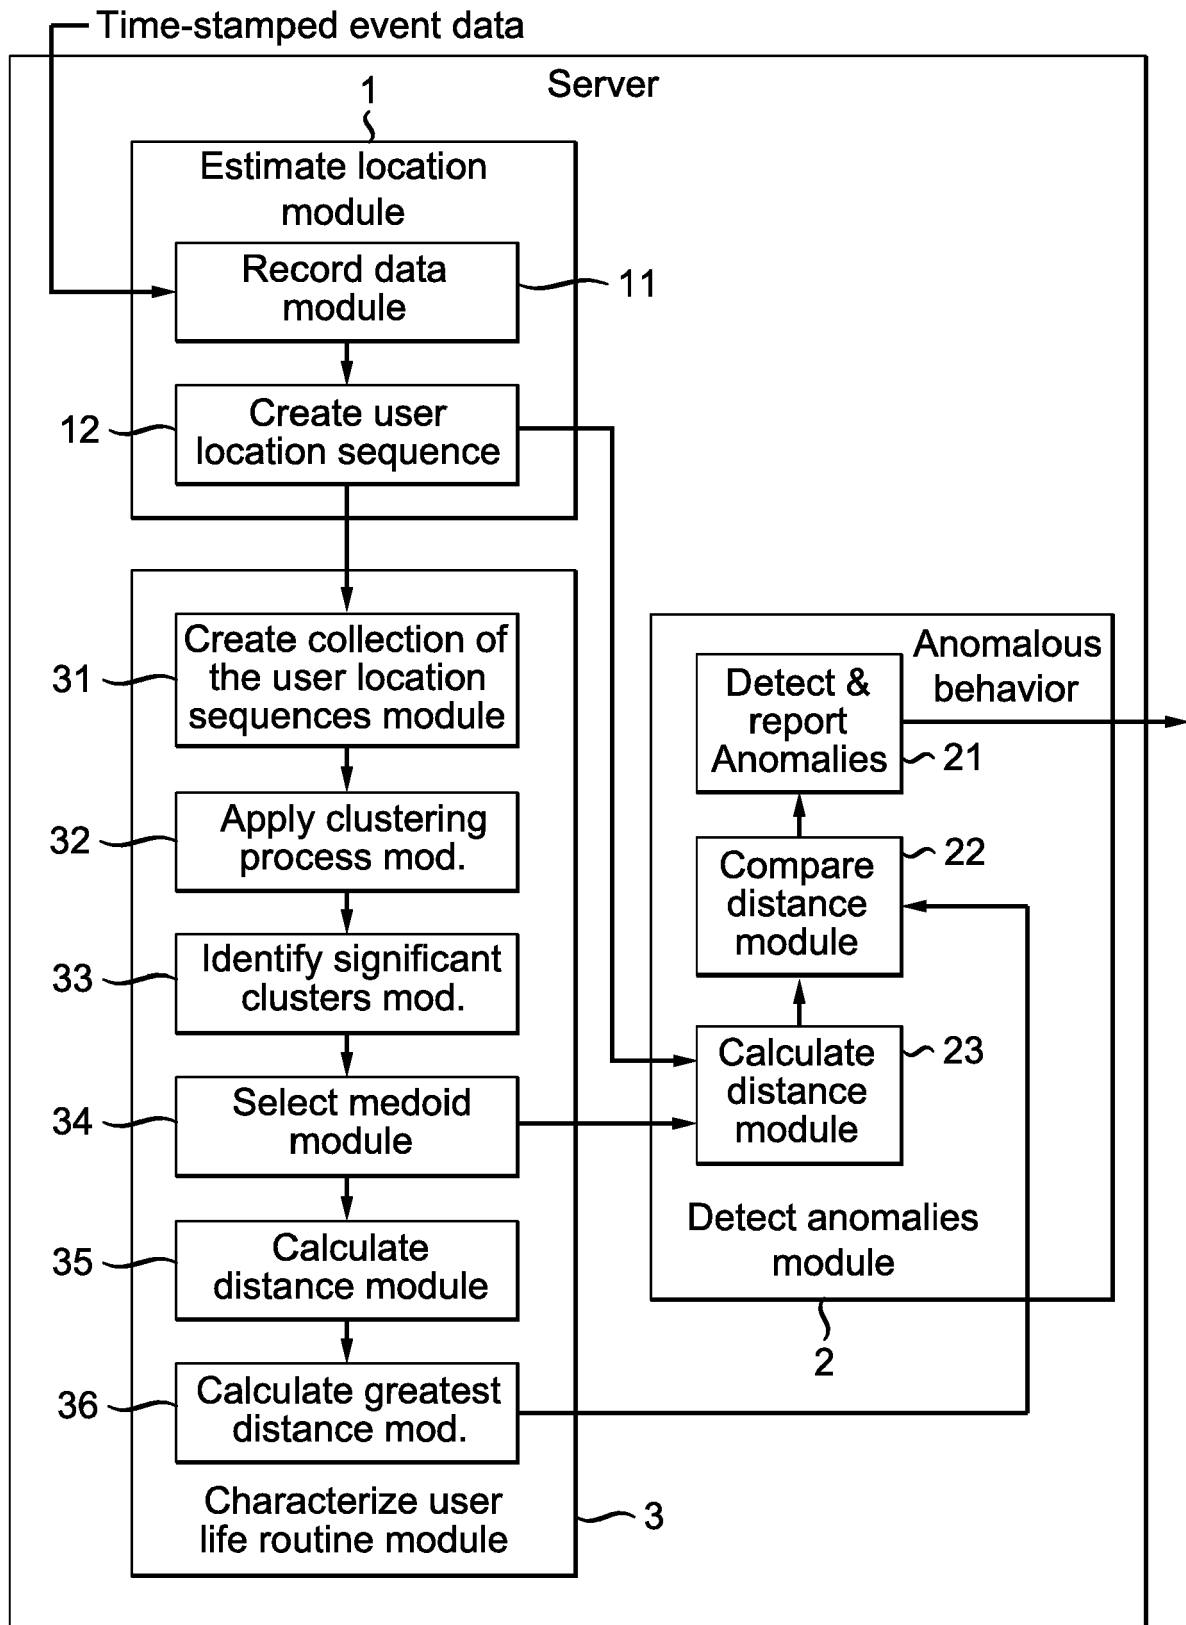 Time-stamped event data
Server
1
Estimate location
module
Record data
module
11
12
Create user
location sequence
31
Create collection of
the user location
sequences module
32
Apply clustering
process mod.
33
Identify significant
clusters mod.
34
Select medoid
module
35
Calculate
distance module
36
Calculate greatest
distance mod.
Characterize user
life routine module
3
Detect &
report
Anomalies
21
Anomalous
behavior
Compare
distance
module
22
Calculate
distance
module
23
Detect anomalies
module
2